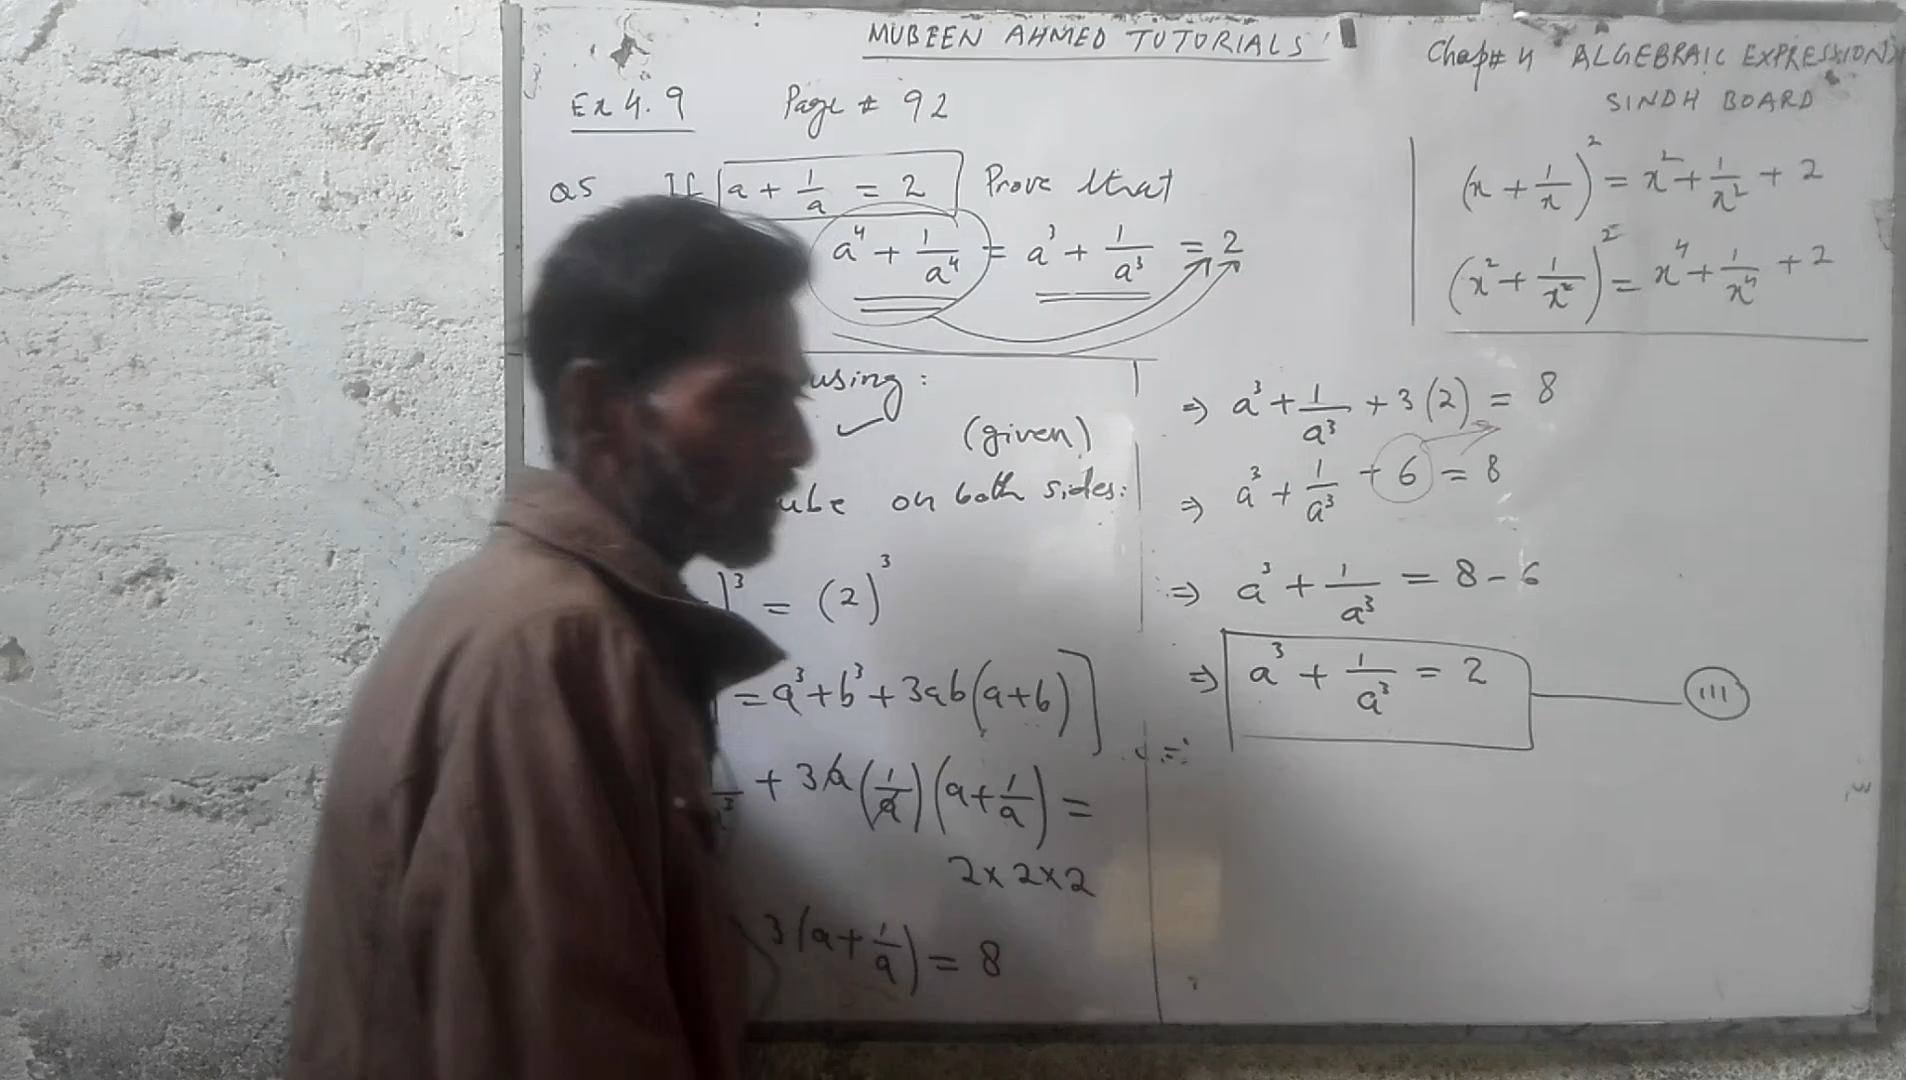 MUBEEN AHMED TUTORIALS
Chap# 4 ALGEBRAIC EXPRESSIONS
SINDH BOARD
Ex 4.9 Page # 92
Q5 If a + 1/a = 2 Prove that
a⁴ + 1/a⁴ = a³ + 1/a³ = 2
(x + 1/x)² = x² + 1/x² + 2
(x² + 1/x²)² = x⁴ + 1/x⁴ + 2
using:
(given)
ube on both sides:
)³ = (2)³
= a³ + b³ + 3ab(a+b)]
+ 3a(1/a)(a + 1/a) =
2×2×2
3(a + 1/a) = 8
⇒ a³ + 1/a³ + 3(2) = 8
⇒ a³ + 1/a³ + 6 = 8
⇒ a³ + 1/a³ = 8 - 6
⇒ a³ + 1/a³ = 2 (III)